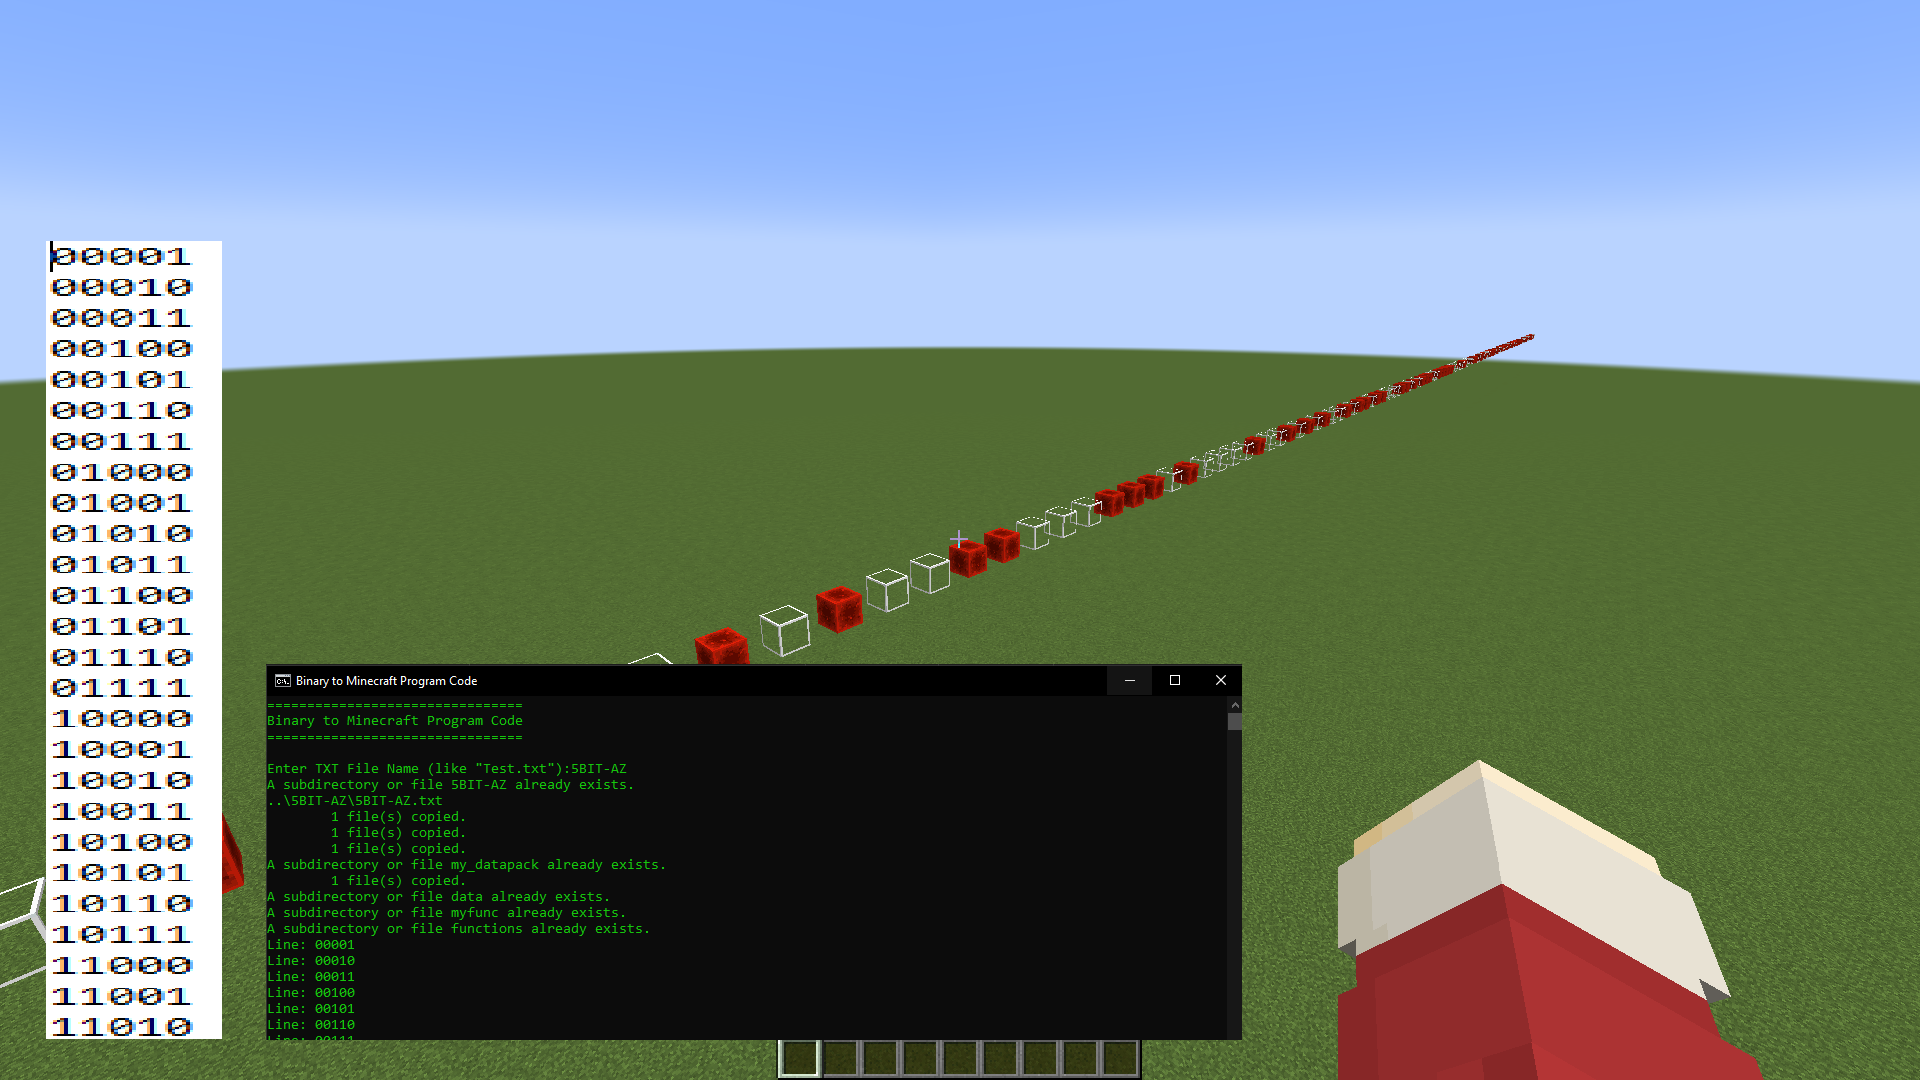 00001
00010
00011
00100
00101
00110
00111
01000
01001
01010
01011
01100
01101
01110
01111
10000
10001
10010
10011
10100
10101
10110
10111
11000
11001
11010
Binary to Minecraft Program Code
================================
Binary to Minecraft Program Code
================================
Enter TXT File Name (like "Test.txt"):5BIT-AZ
A subdirectory or file 5BIT-AZ already exists.
..\5BIT-AZ\5BIT-AZ.txt
1 file(s) copied.
1 file(s) copied.
1 file(s) copied.
A subdirectory or file my_datapack already exists.
1 file(s) copied.
A subdirectory or file data already exists.
A subdirectory or file myfunc already exists.
A subdirectory or file functions already exists.
Line: 00001
Line: 00010
Line: 00011
Line: 00100
Line: 00101
Line: 00110
Line: 00111